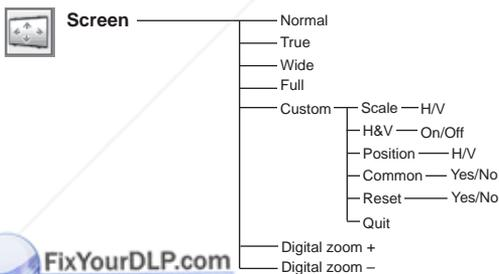 Screen
Normal
True
Wide
Full
Custom
Scale H/V
H&V On/Off
Position H/V
Common Yes/No
Reset Yes/No
Quit
Digital zoom +
Digital zoom –
FixYourDLP.com